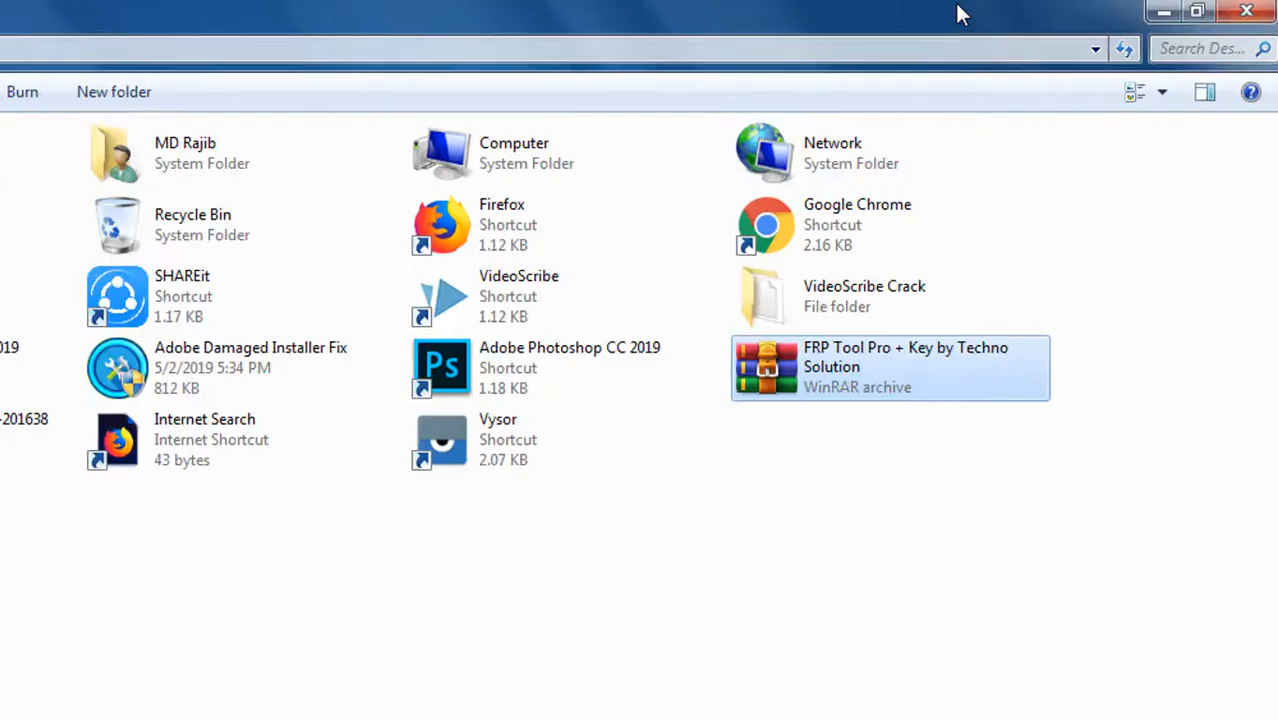 Search Des...
Burn
New folder
MD Rajib
System Folder
Computer
System Folder
Network
System Folder
Recycle Bin
System Folder
Firefox
Shortcut
1.12 KB
Google Chrome
Shortcut
2.16 KB
SHAREit
Shortcut
1.17 KB
VideoScribe
Shortcut
1.12 KB
VideoScribe Crack
File folder
019
Adobe Damaged Installer Fix
5/2/2019 5:34 PM
812 KB
Adobe Photoshop CC 2019
Shortcut
1.18 KB
FRP Tool Pro + Key by Techno
Solution
WinRAR archive
-201638
Internet Search
Internet Shortcut
43 bytes
Vysor
Shortcut
2.07 KB